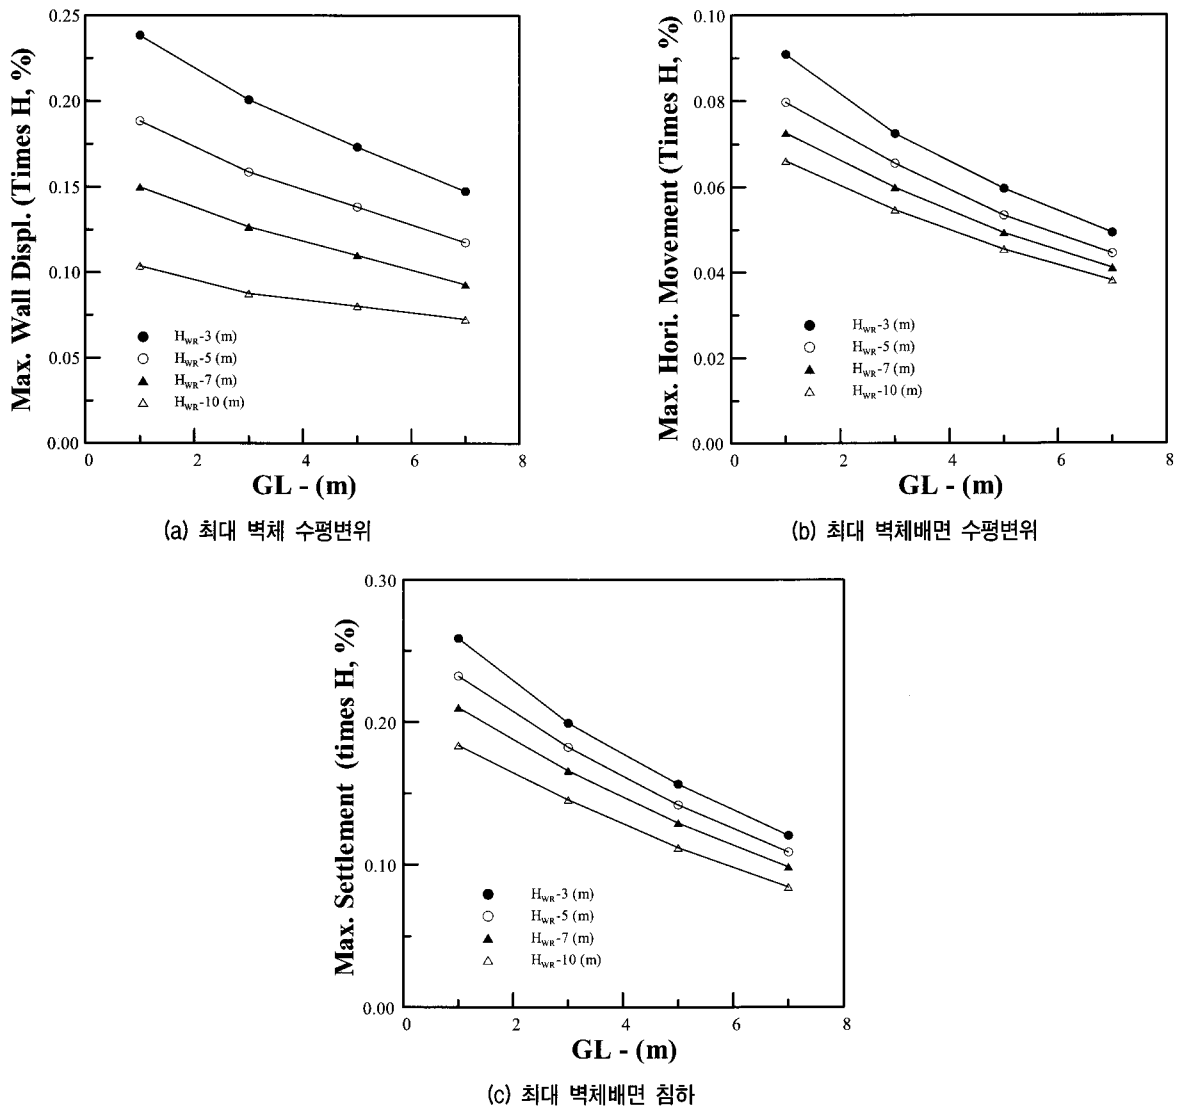 Max. Wall Displ. (Times H, %)
0.25
0.20
0.15
0.10
0.05
0.00
H_WR-3 (m)
H_WR-5 (m)
H_WR-7 (m)
H_WR-10 (m)
0 2 4 6 8
GL - (m)
(a) 최대 벽체 수평변위
Max. Hori. Movement (Times H, %)
0.10
0.08
0.06
0.04
0.02
0.00
H_WR-3 (m)
H_WR-5 (m)
H_WR-7 (m)
H_WR-10 (m)
0 2 4 6 8
GL - (m)
(b) 최대 벽체배면 수평변위
Max. Settlement (times H, %)
0.30
0.20
0.10
0.00
H_WR-3 (m)
H_WR-5 (m)
H_WR-7 (m)
H_WR-10 (m)
0 2 4 6 8
GL - (m)
(c) 최대 벽체배면 침하